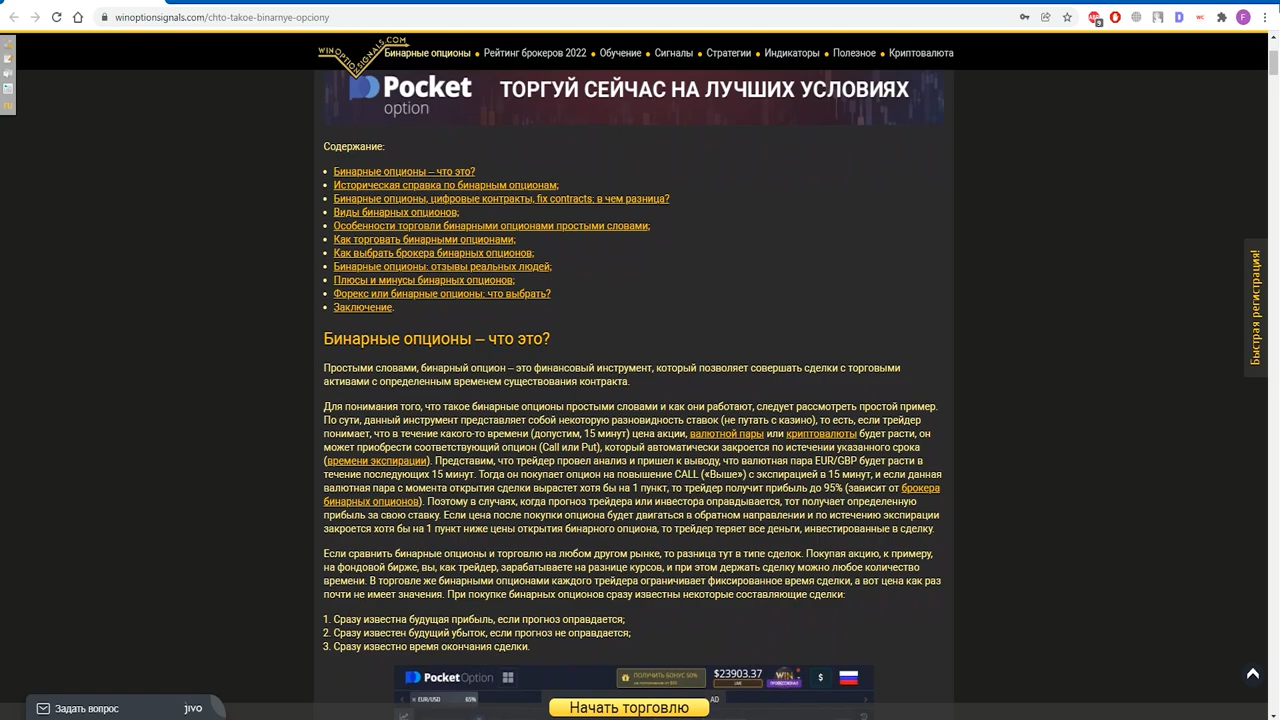 winoptionsignals.com/chto-takoe-binarnye-opciony
WINOPTIONSIGNALS.COM
Бинарные опционы • Рейтинг брокеров 2022 • Обучение • Сигналы • Стратегии • Индикаторы • Полезное • Криптовалюта
ru
Pocket option
ТОРГУЙ СЕЙЧАС НА ЛУЧШИХ УСЛОВИЯХ
Содержание:
• Бинарные опционы – что это?
• Историческая справка по бинарным опционам;
• Бинарные опционы, цифровые контракты, fix contracts: в чем разница?
• Виды бинарных опционов;
• Особенности торговли бинарными опционами простыми словами;
• Как торговать бинарными опционами;
• Как выбрать брокера бинарных опционов;
• Бинарные опционы: отзывы реальных людей;
• Плюсы и минусы бинарных опционов;
• Форекс или бинарные опционы: что выбрать?
• Заключение.
Быстрая регистрация!
Бинарные опционы – что это?
Простыми словами, бинарный опцион – это финансовый инструмент, который позволяет совершать сделки с торговыми
активами с определенным временем существования контракта.
Для понимания того, что такое бинарные опционы простыми словами и как они работают, следует рассмотреть простой пример.
По сути, данный инструмент представляет собой некоторую разновидность ставок (не путать с казино), то есть, если трейдер
понимает, что в течение какого-то времени (допустим, 15 минут) цена акции, валютной пары или криптовалюты будет расти, он
может приобрести соответствующий опцион (Call или Put), который автоматически закроется по истечении указанного срока
(времени экспирации). Представим, что трейдер провел анализ и пришел к выводу, что валютная пара EUR/GBP будет расти в
течение последующих 15 минут. Тогда он покупает опцион на повышение CALL («Выше») с экспирацией в 15 минут, и если данная
валютная пара с момента открытия сделки вырастет хотя бы на 1 пункт, то трейдер получит прибыль до 95% (зависит от брокера
бинарных опционов). Поэтому в случаях, когда прогноз трейдера или инвестора оправдывается, тот получает определенную
прибыль за свою ставку. Если цена после покупки опциона будет двигаться в обратном направлении и по истечению экспирации
закроется хотя бы на 1 пункт ниже цены открытия бинарного опциона, то трейдер теряет все деньги, инвестированные в сделку.
Если сравнить бинарные опционы и торговлю на любом другом рынке, то разница тут в типе сделок. Покупая акцию, к примеру,
на фондовой бирже, вы, как трейдер, зарабатываете на разнице курсов, и при этом держать сделку можно любое количество
времени. В торговле же бинарными опционами каждого трейдера ограничивает фиксированное время сделки, а вот цена как раз
почти не имеет значения. При покупке бинарных опционов сразу известны некоторые составляющие сделки:
1. Сразу известна будущая прибыль, если прогноз оправдается;
2. Сразу известен будущий убыток, если прогноз не оправдается;
3. Сразу известно время окончания сделки.
PocketOption
ПОЛУЧИТЬ БОНУС 50%
$23903.37
LIVE
WIN
ПРОФЕССИОНАЛ
$
EUR/USD 85%
AD
Начать торговлю
Задать вопрос jivo